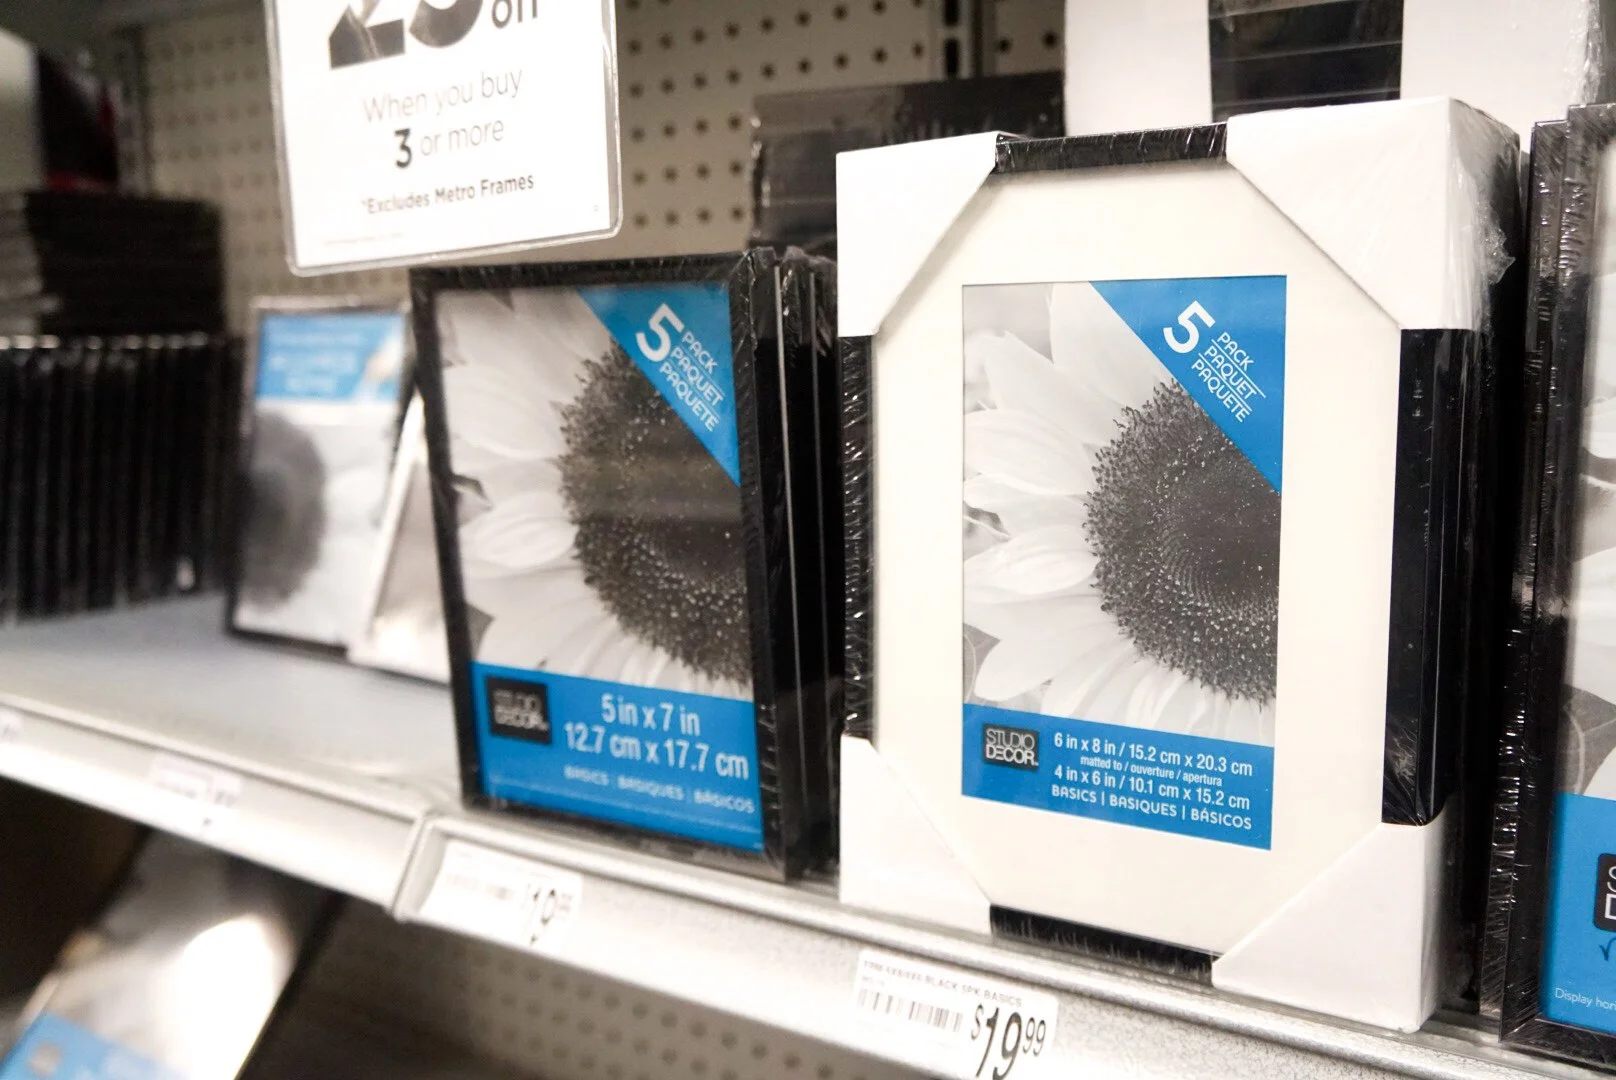 25 off
When you buy
3 or more
*Excludes Metro Frames
5 PACK
PAQUET
PAQUETE
STUDIO
DECOR
5 in x 7 in
12.7 cm x 17.7 cm
BASICS | BASIQUES | BÁSICOS
5 PACK
PAQUET
PAQUETE
STUDIO
DECOR
6 in x 8 in / 15.2 cm x 20.3 cm
matted to / ouverture / apertura
4 in x 6 in / 10.1 cm x 15.2 cm
BASICS | BASIQUES | BÁSICOS
BLACK 5PK BASICS
$19.99
Display